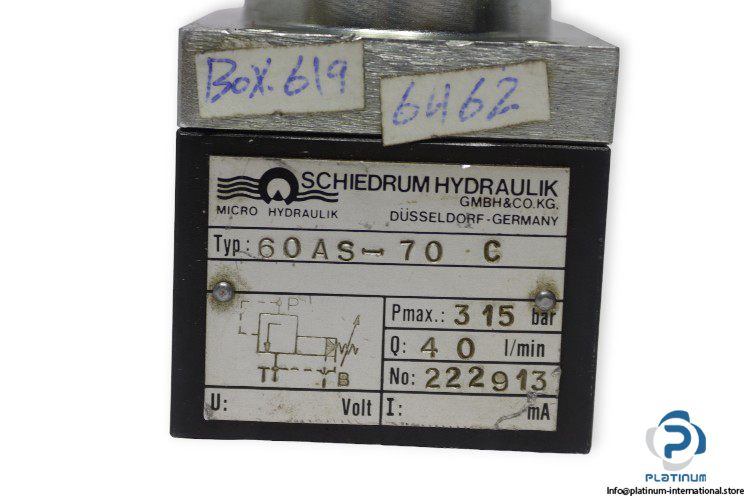 Box.619
6462
SCHIEDRUM HYDRAULIK
GMBH&CO.KG.
MICRO HYDRAULIK
DÜSSELDORF-GERMANY
Typ: 60AS-70 C
P
T
B
Pmax.: 315 bar
Q: 40 l/min
No: 222913
U: Volt
I: mA
PLATINUM
Info@platinum-international.store